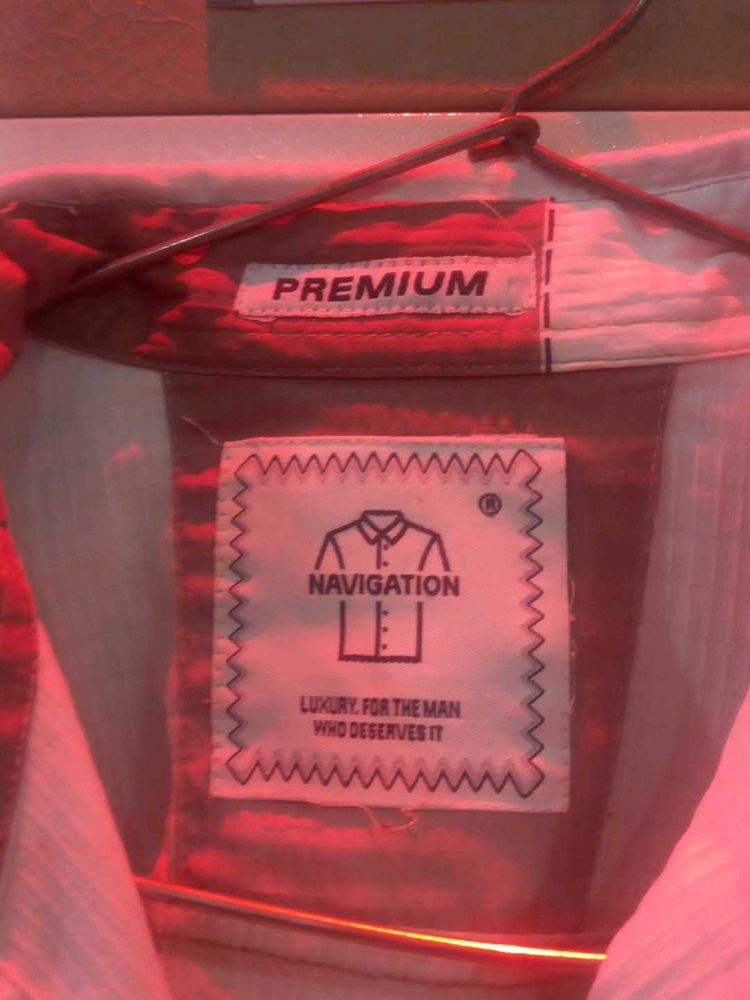 PREMIUM
®
NAVIGATION
LUXURY. FOR THE MAN
WHO DESERVES IT